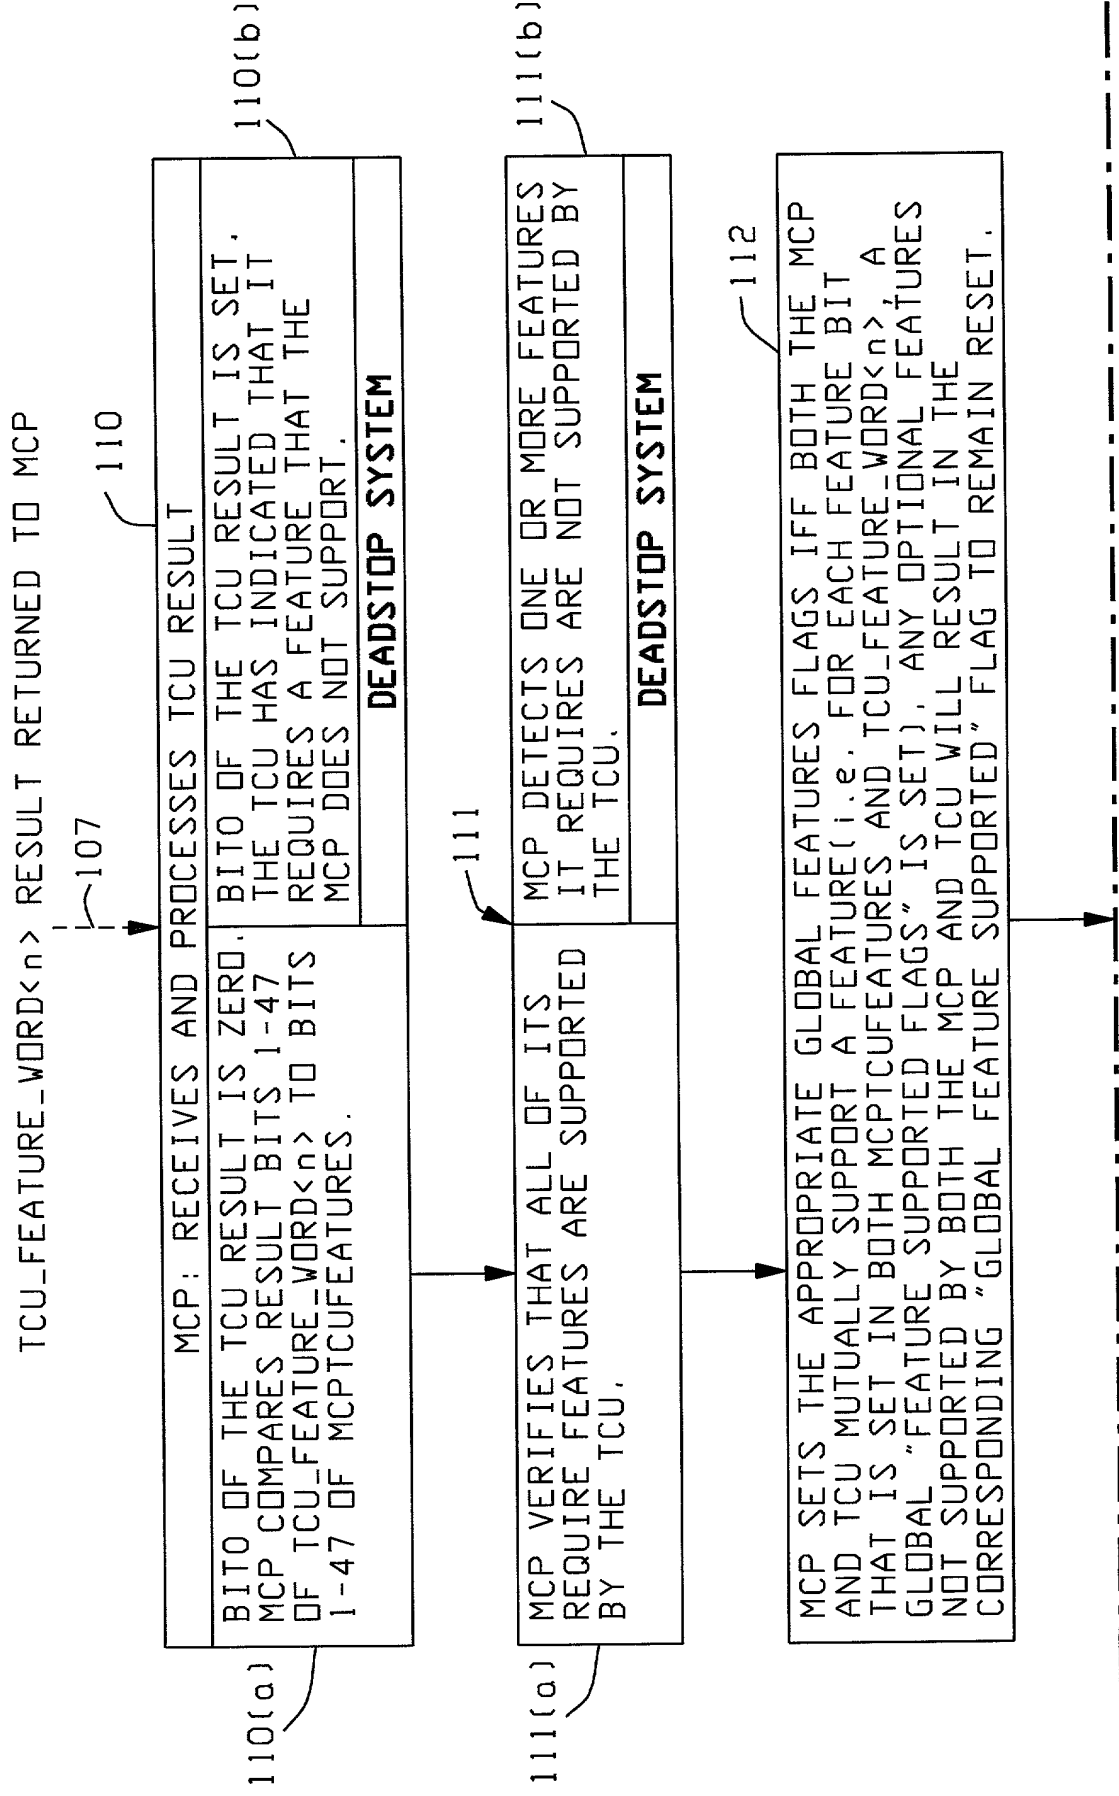 TCU_FEATURE_WORD<n> RESULT RETURNED TO MCP
107
110
MCP: RECEIVES AND PROCESSES TCU RESULT
110(a)
BIT0 OF THE TCU RESULT IS ZERO.
MCP COMPARES RESULT BITS 1-47
OF TCU_FEATURE_WORD<n> TO BITS
1-47 OF MCPTCUFEATURES.
110(b)
BIT0 OF THE TCU RESULT IS SET.
THE TCU HAS INDICATED THAT IT
REQUIRES A FEATURE THAT THE
MCP DOES NOT SUPPORT.
DEADSTOP SYSTEM
111
111(a)
MCP VERIFIES THAT ALL OF ITS
REQUIRE FEATURES ARE SUPPORTED
BY THE TCU.
111(b)
MCP DETECTS ONE OR MORE FEATURES
IT REQUIRES ARE NOT SUPPORTED BY
THE TCU.
DEADSTOP SYSTEM
112
MCP SETS THE APPROPRIATE GLOBAL FEATURES FLAGS IFF BOTH THE MCP
AND TCU MUTUALLY SUPPORT A FEATURE(i.e. FOR EACH FEATURE BIT
THAT IS SET IN BOTH MCPTCUFEATURES AND TCU_FEATURE_WORD<n>, A
GLOBAL "FEATURE SUPPORTED FLAGS" IS SET). ANY OPTIONAL FEATURES
NOT SUPPORTED BY BOTH THE MCP AND TCU WILL RESULT IN THE
CORRESPONDING "GLOBAL FEATURE SUPPORTED" FLAG TO REMAIN RESET.